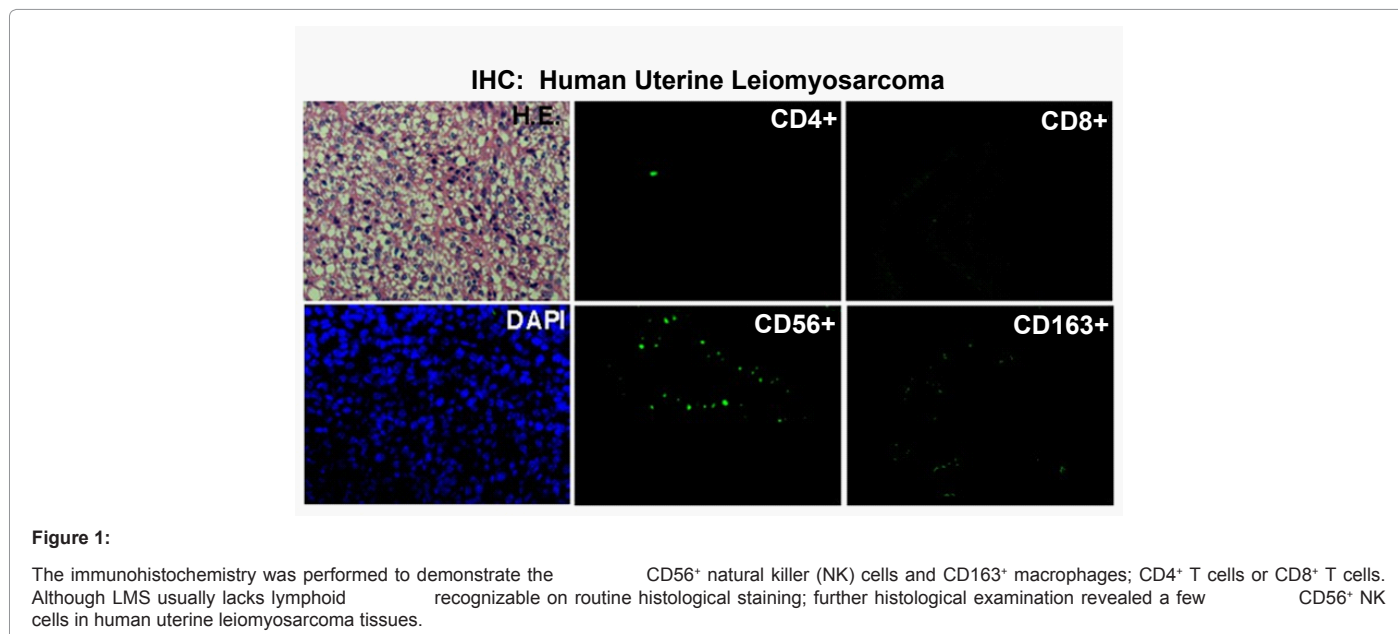 IHC: Human Uterine Leiomyosarcoma
H.E.
CD4+
CD8+
DAPI
CD56+
CD163+
Figure 1:
The immunohistochemistry was performed to demonstrate the CD56⁺ natural killer (NK) cells and CD163⁺ macrophages; CD4⁺ T cells or CD8⁺ T cells.
Although LMS usually lacks lymphoid recognizable on routine histological staining; further histological examination revealed a few CD56⁺ NK
cells in human uterine leiomyosarcoma tissues.